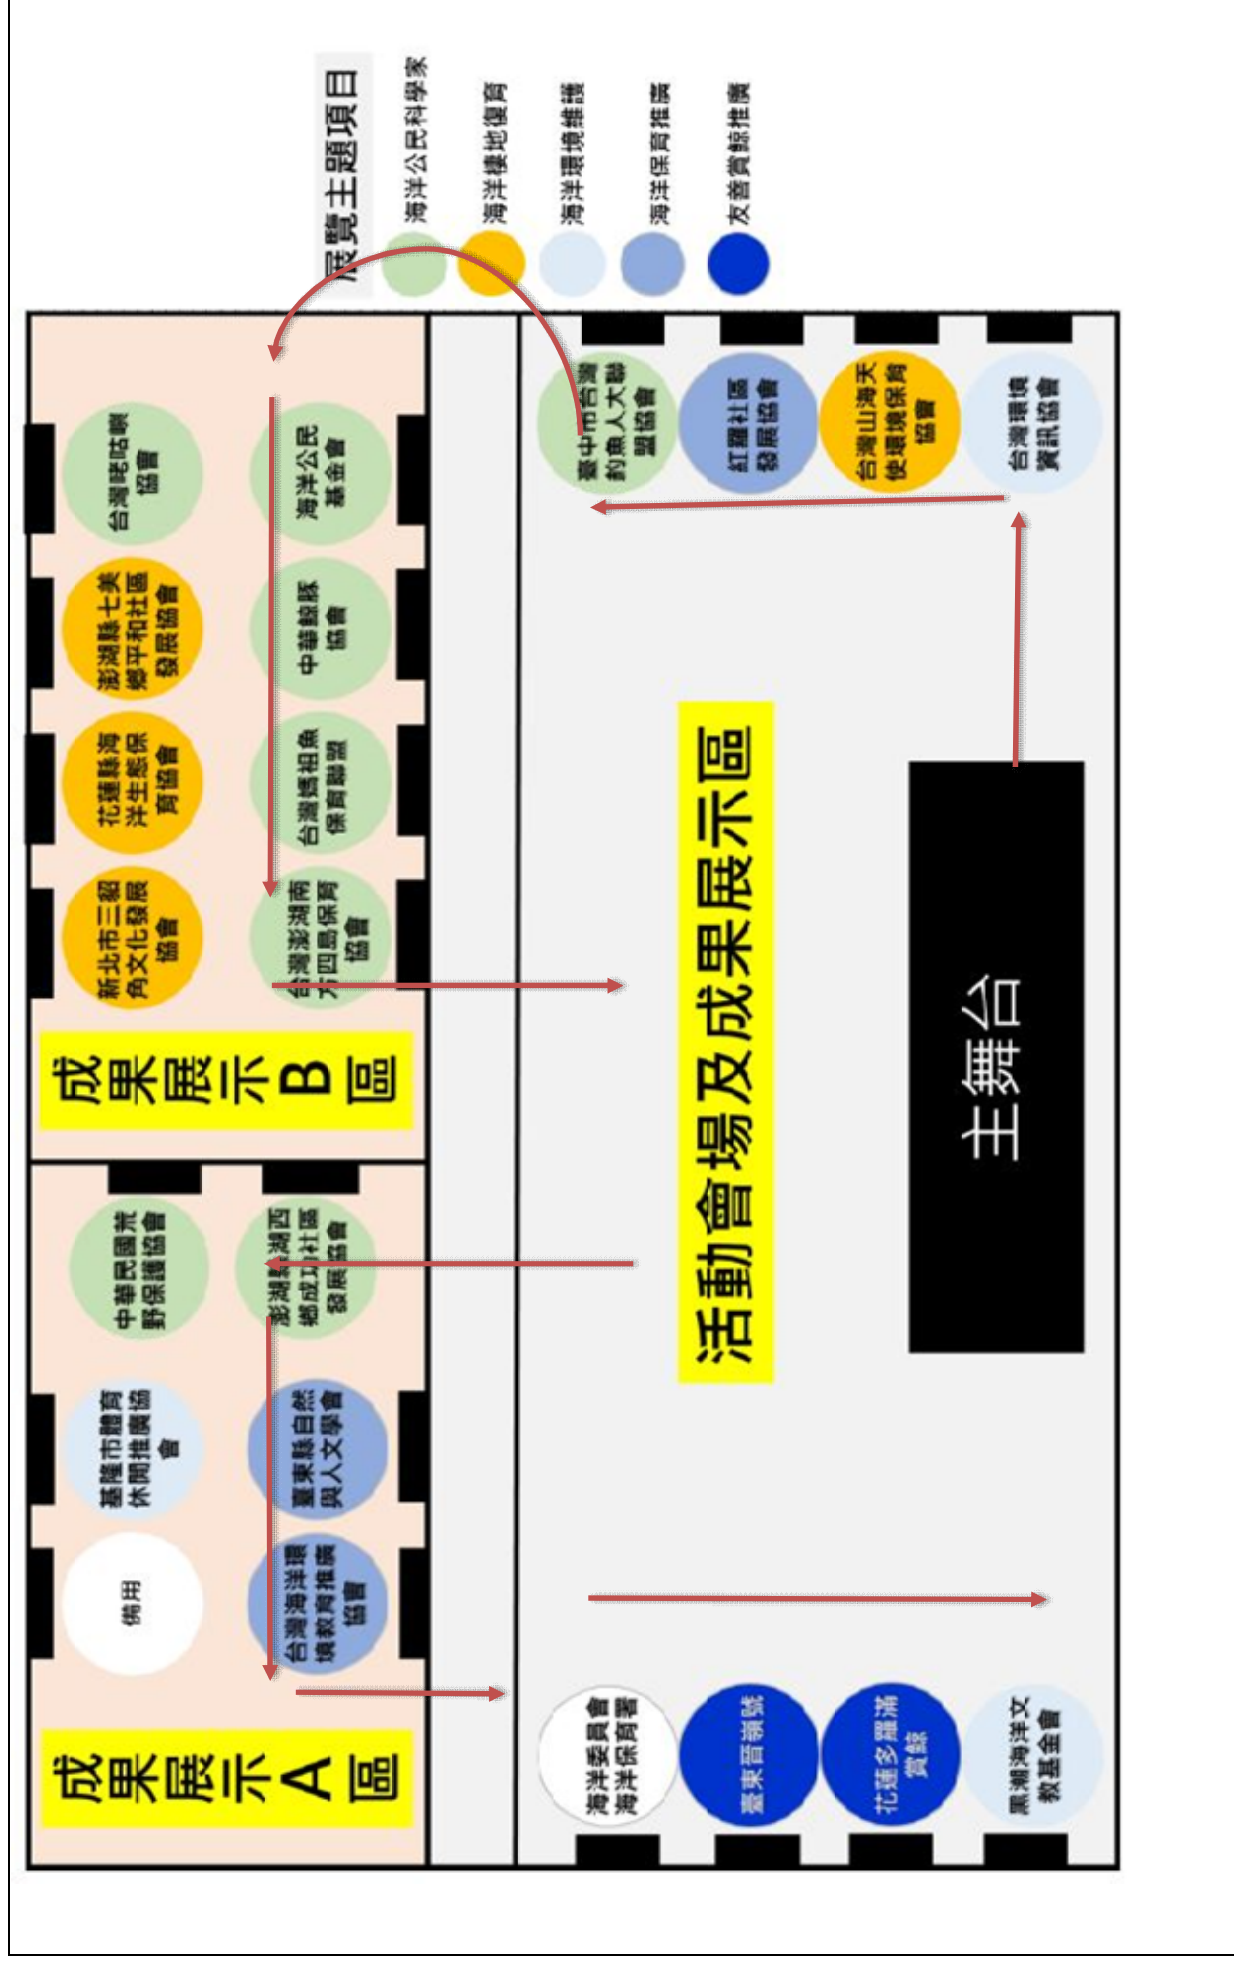 展覽主題項目
海洋公民科學家
海洋棲地復育
海洋環境維護
海洋保育推廣
友善賞鯨推廣
成果展示A
區
備用
基隆市體育
休閒推廣協
會
中華民國荒
野保護協會
台灣海洋環
境教育推廣
協會
臺東縣自然
與人文學會
澎湖縣湖西
鄉成功社區
發展協會
成果展示B
區
新北市三貂
角文化發展
協會
花蓮縣海
洋生態保
育協會
澎湖縣七美
鄉平和社區
發展協會
台灣咾咕嘓
協會
台灣澎湖南
方四島保育
協會
台灣媽祖魚
保育聯盟
中華鯨豚
協會
海洋公民
基金會
活動會場及成果展示區
主舞台
海洋委員會
海洋保育署
臺東晉領號
花蓮多羅滿
賞鯨
黑潮海洋文
教基金會
臺中市台灣
釣魚人大聯
盟協會
紅羅社區
發展協會
台灣山海天
使環境保育
協會
台灣環境
資訊協會